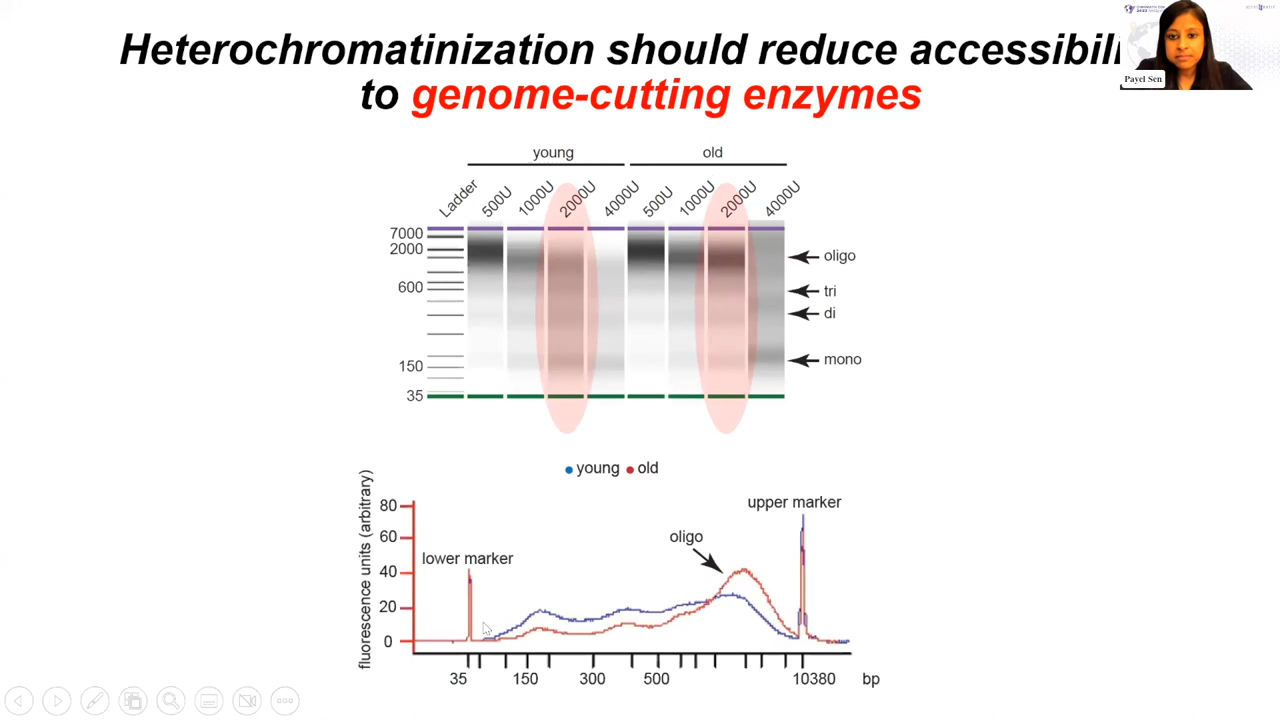 Heterochromatinization should reduce accessibili
to genome-cutting enzymes
Payel Sen
young old
Ladder 500U 1000U 2000U 4000U 500U 1000U 2000U 4000U
7000
2000
600
150
35
oligo
tri
di
mono
young old
fluorescence units (arbitrary)
80
60
40
20
0
lower marker
oligo
upper marker
35 150 300 500 10380 bp